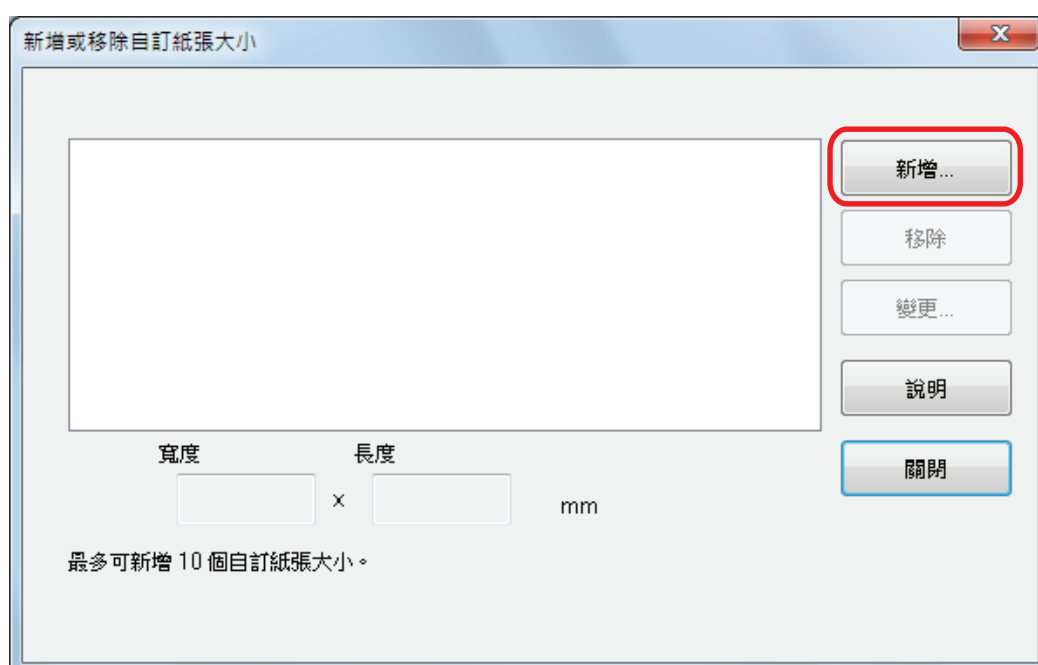 新增或移除自訂紙張大小
新增...
移除
變更...
說明
關閉
寬度 長度
x mm
最多可新增 10 個自訂紙張大小。